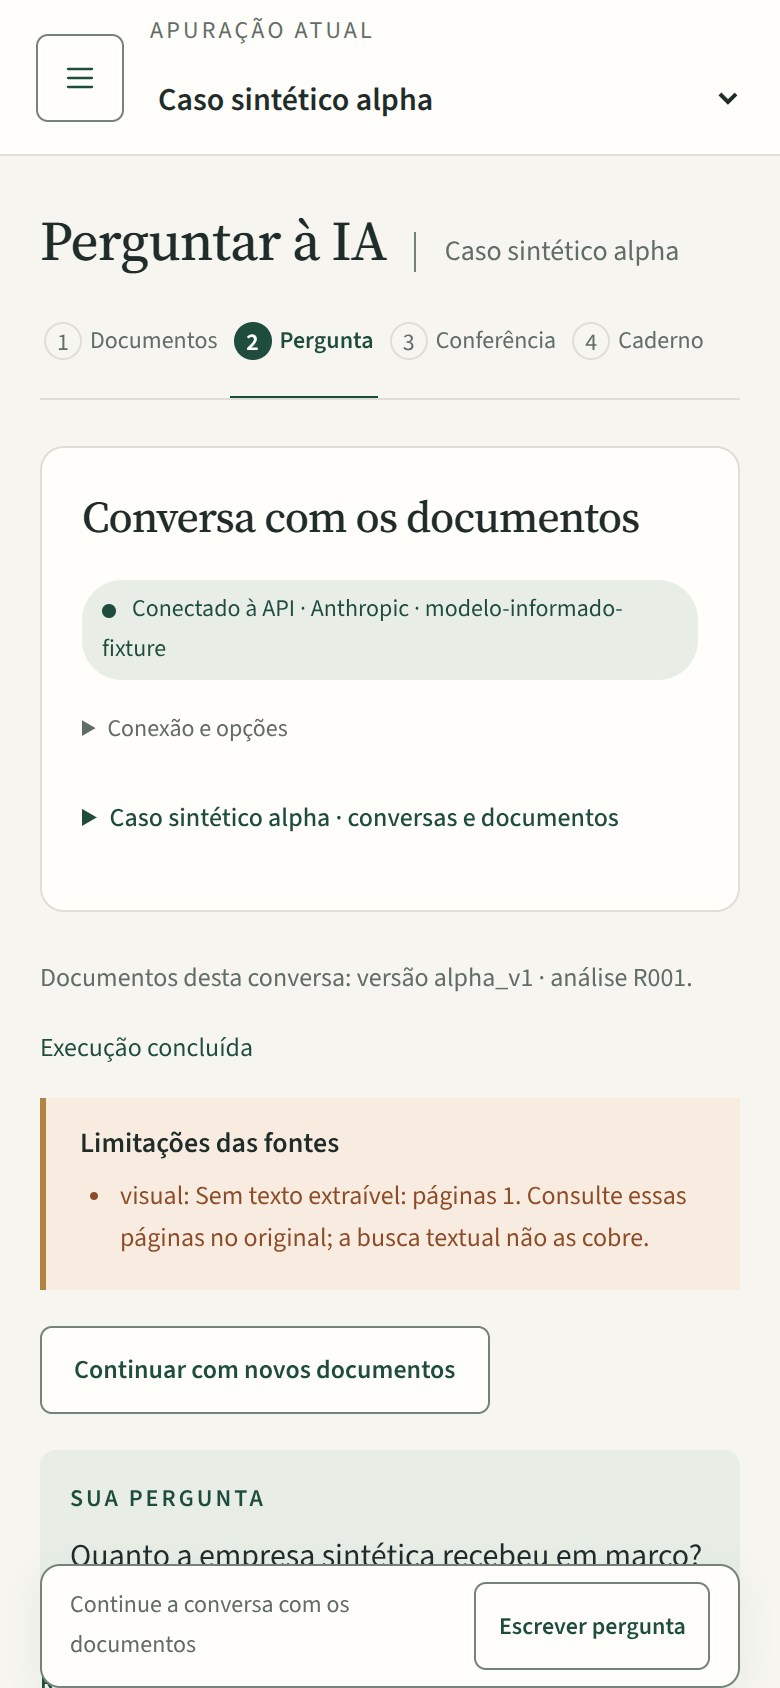 APURAÇÃO ATUAL
Caso sintético alpha
Perguntar à IA | Caso sintético alpha
1 Documentos 2 Pergunta 3 Conferência 4 Caderno
Conversa com os documentos
Conectado à API · Anthropic · modelo-informado-
fixture
Conexão e opções
Caso sintético alpha · conversas e documentos
Documentos desta conversa: versão alpha_v1 · análise R001.
Execução concluída
Limitações das fontes
• visual: Sem texto extraível: páginas 1. Consulte essas
páginas no original; a busca textual não as cobre.
Continuar com novos documentos
SUA PERGUNTA
Quanto a empresa sintética recebeu em março?
Continue a conversa com os
documentos
Escrever pergunta